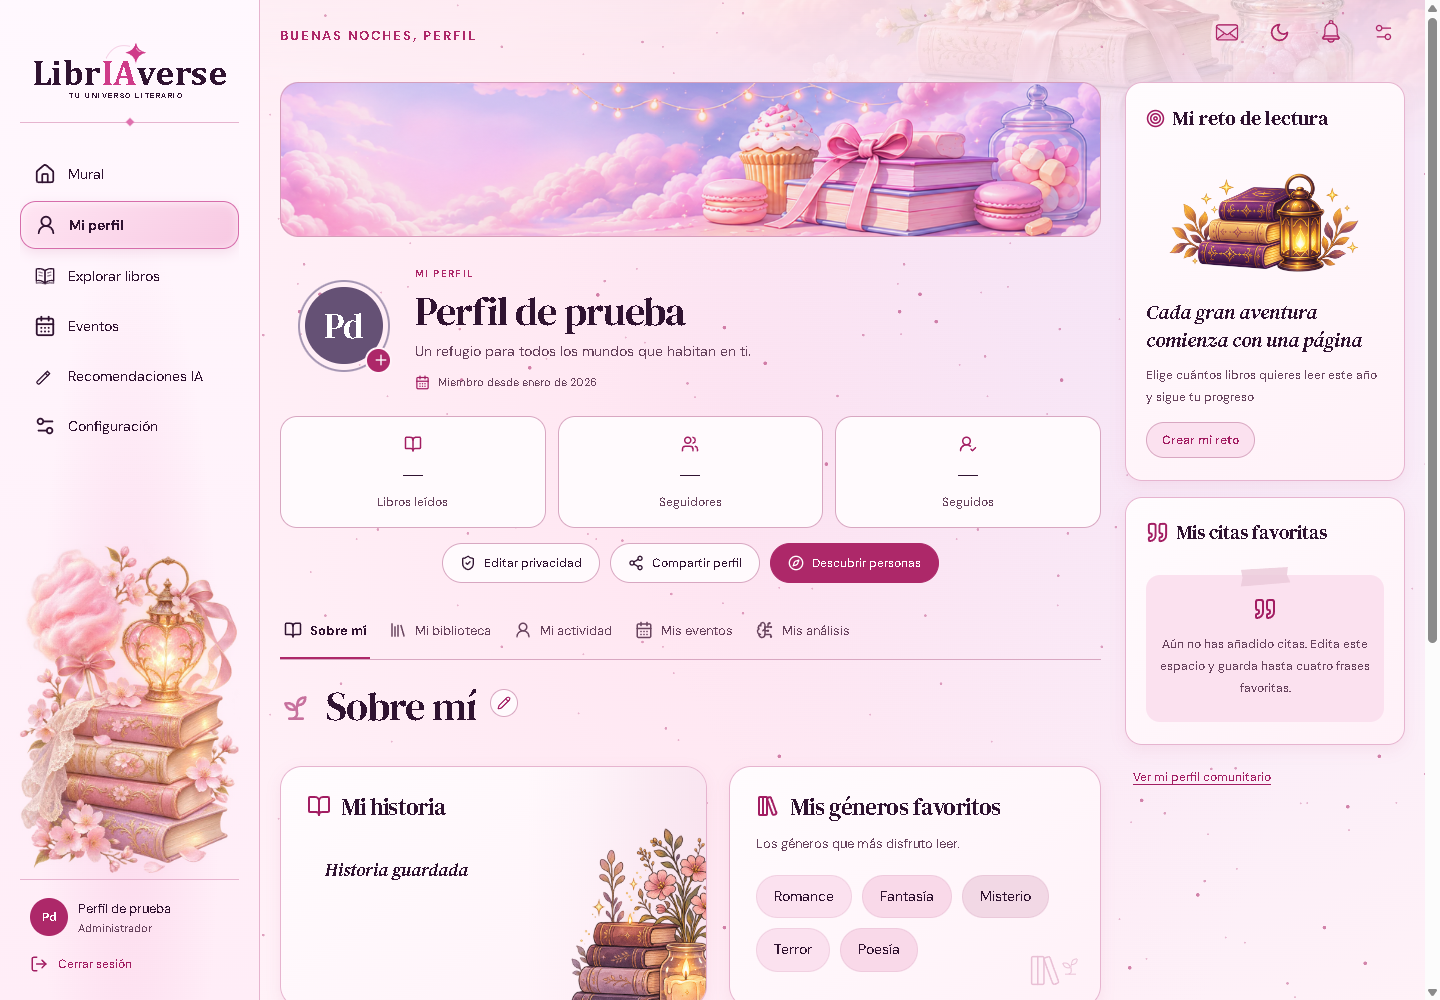 LibrIAverse
TU UNIVERSO LITERARIO
Mural
Mi perfil
Explorar libros
Eventos
Recomendaciones IA
Configuración
Pd
Perfil de prueba
Administrador
Cerrar sesión
BUENAS NOCHES, PERFIL
Pd
MI PERFIL
Perfil de prueba
Un refugio para todos los mundos que habitan en ti.
Miembro desde enero de 2026
—
Libros leídos
—
Seguidores
—
Seguidos
Editar privacidad
Compartir perfil
Descubrir personas
Sobre mí
Mi biblioteca
Mi actividad
Mis eventos
Mis análisis
Sobre mí
Mi historia
Historia guardada
Mis géneros favoritos
Los géneros que más disfruto leer.
Romance
Fantasía
Misterio
Terror
Poesía
Mi reto de lectura
Cada gran aventura
comienza con una página
Elige cuántos libros quieres leer este año
y sigue tu progreso
Crear mi reto
Mis citas favoritas
Aún no has añadido citas. Edita este
espacio y guarda hasta cuatro frases
favoritas.
Ver mi perfil comunitario